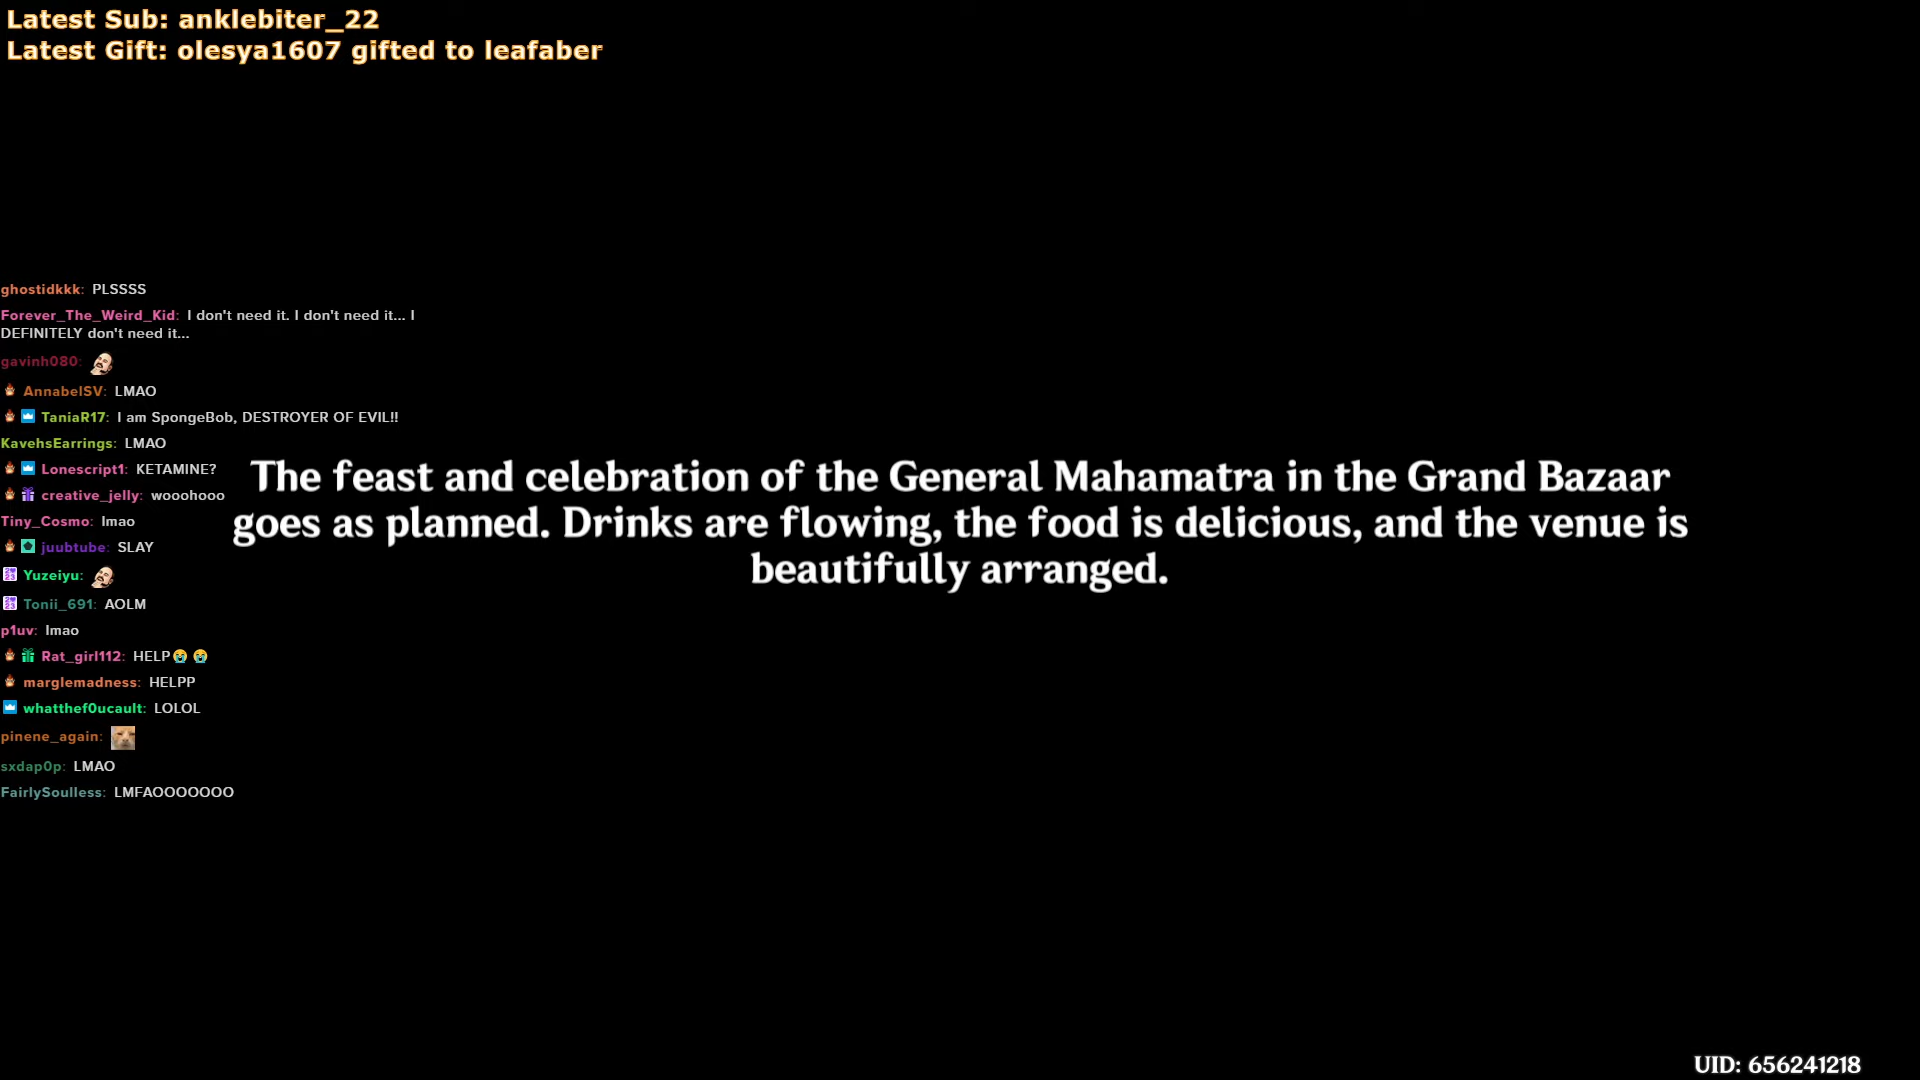 Latest Sub: anklebiter_22
Latest Gift: olesya1607 gifted to leafaber
ghostidkkk: PLSSSS
Forever_The_Weird_Kid: I don't need it. I don't need it... I
DEFINITELY don't need it...
gavinh080:
AnnabelSV: LMAO
TaniaR17: I am SpongeBob, DESTROYER OF EVIL!!
KavehsEarrings: LMAO
Lonescript1: KETAMINE?
creative_jelly: wooohooo
Tiny_Cosmo: lmao
juubtube: SLAY
Yuzeiyu:
Tonii_691: AOLM
p1uv: lmao
Rat_girl112: HELP😭 😭
marglemadness: HELPP
whatthef0ucault: LOLOL
pinene_again:
sxdap0p: LMAO
FairlySoulless: LMFAOOOOOOO
The feast and celebration of the General Mahamatra in the Grand Bazaar
goes as planned. Drinks are flowing, the food is delicious, and the venue is
beautifully arranged.
UID: 656241218